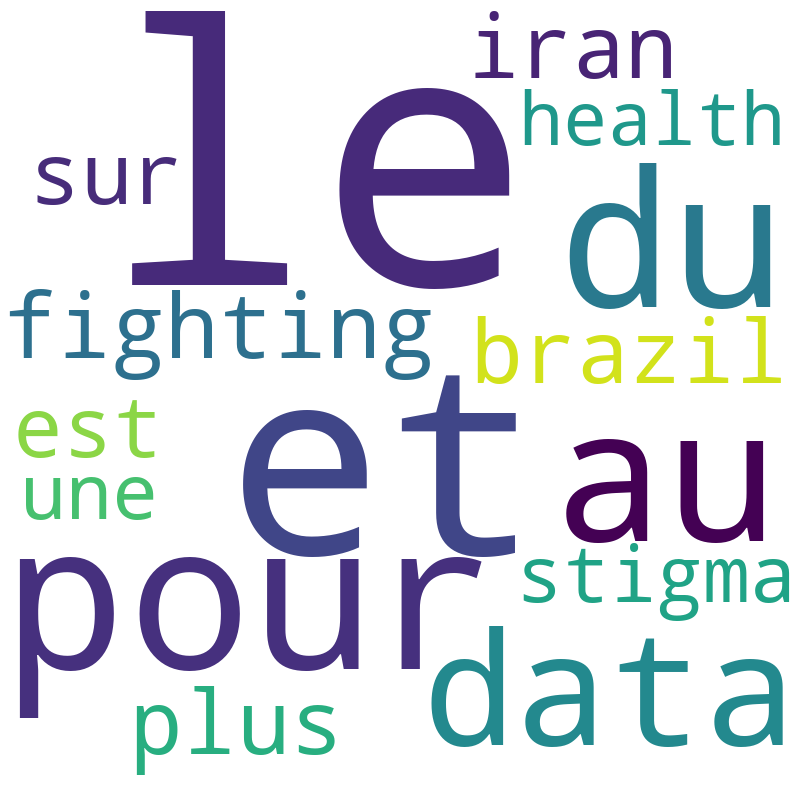 le
iran
health
sur
du
fighting
brazil
et
est
au
une
pour
stigma
data
plus